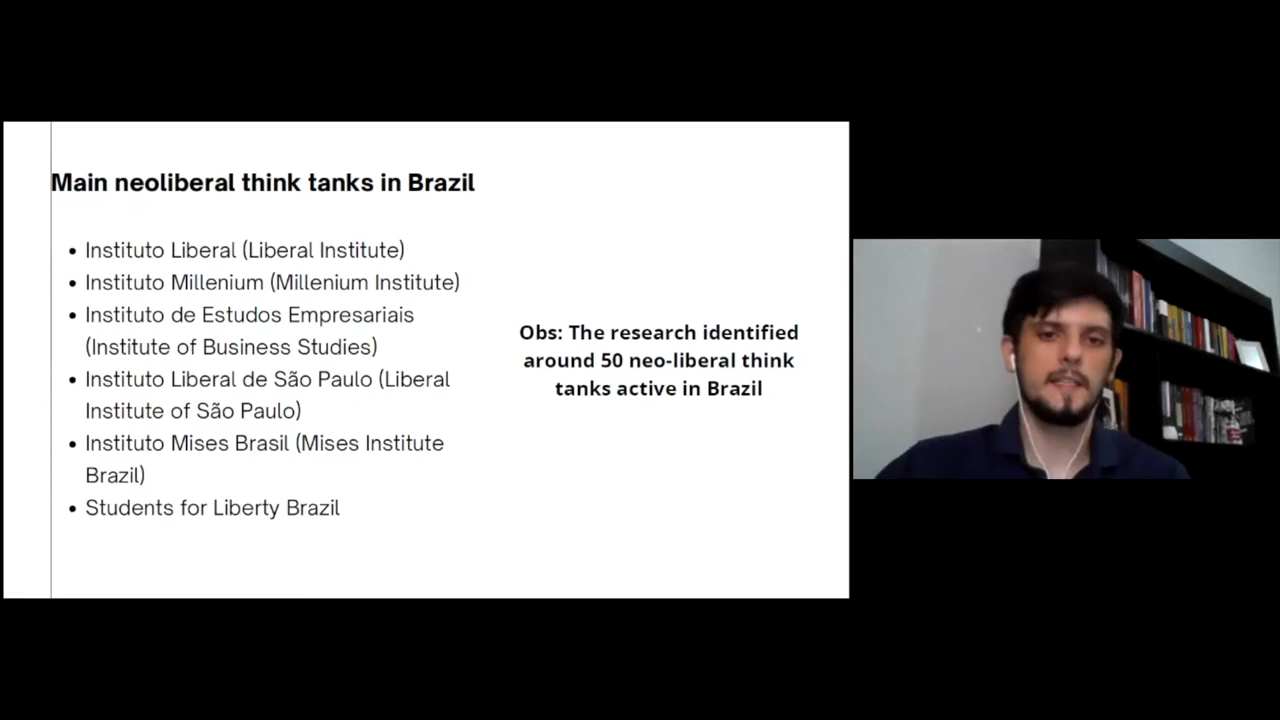 Main neoliberal think tanks in Brazil
• Instituto Liberal (Liberal Institute)
• Instituto Millenium (Millenium Institute)
• Instituto de Estudos Empresariais
(Institute of Business Studies)
• Instituto Liberal de São Paulo (Liberal
Institute of São Paulo)
• Instituto Mises Brasil (Mises Institute
Brazil)
• Students for Liberty Brazil
Obs: The research identified
around 50 neo-liberal think
tanks active in Brazil